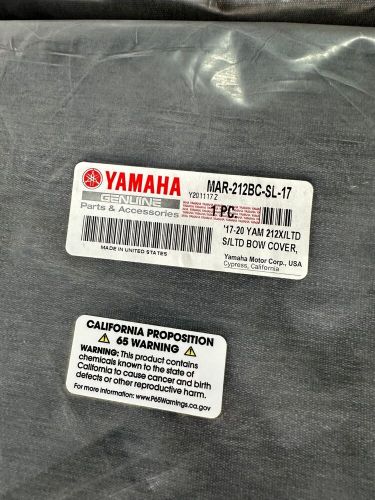 YAMAHA
GENUINE
Parts & Accessories
MADE IN UNITED STATES
MAR-212BC-SL-17
Y201117Z
1 PC.
'17-20 YAM 212X/LTD
S/LTD BOW COVER,
Yamaha Motor Corp., USA
Cypress, California
CALIFORNIA PROPOSITION
65 WARNING
WARNING: This product contains
chemicals known to the state of
California to cause cancer and birth
defects or other reproductive harm.
For more information: www.P65Warnings.ca.gov